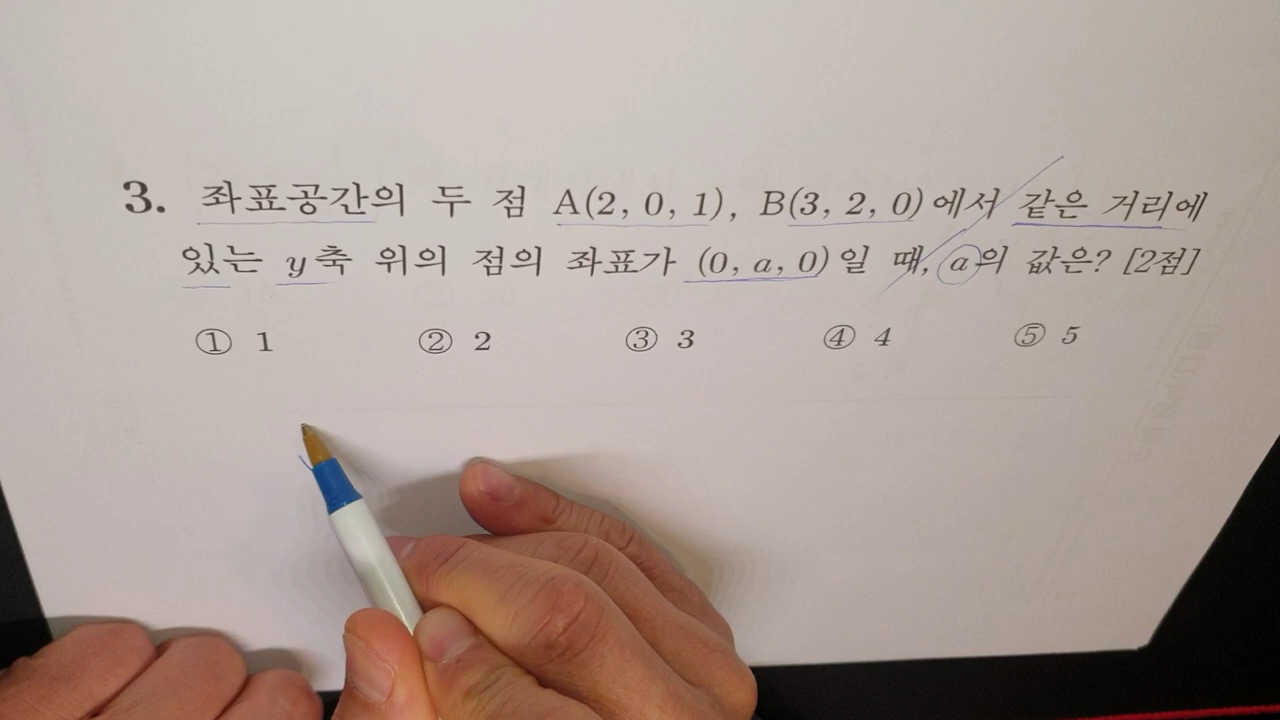 3. 좌표공간의 두 점 A(2, 0, 1), B(3, 2, 0)에서 같은 거리에
있는 y축 위의 점의 좌표가 (0, a, 0)일 때, a의 값은? [2점]
① 1 ② 2 ③ 3 ④ 4 ⑤ 5